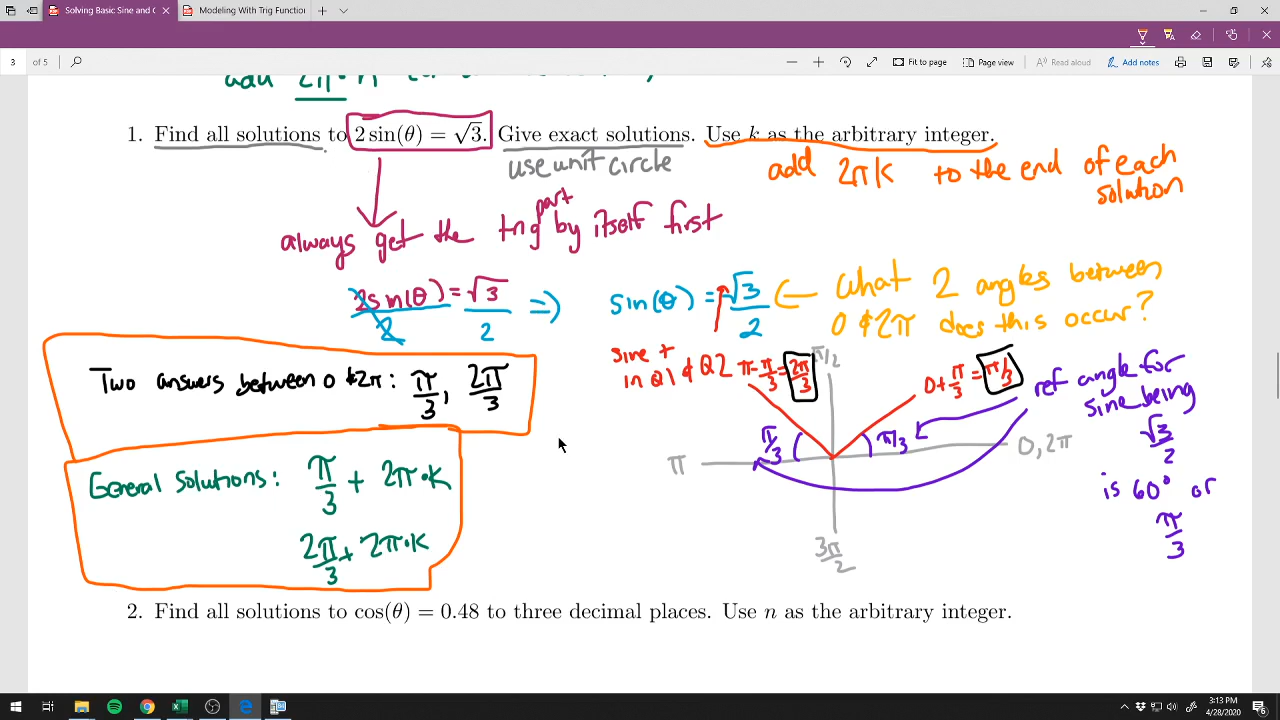 Solving Basic Sine and C
Modeling With Trig Function
3 of 5
Fit to page
Page view
Read aloud
Add notes
add 2π·n
1. Find all solutions to 2 sin(θ) = √3. Give exact solutions. Use k as the arbitrary integer.
use unit circle
add 2πK to the end of each
solution
always get the trig part by itself first
2sin(θ)/2 = √3/2 => sin(θ) = √3/2 <- What 2 angles between
0 & 2π does this occur?
sine +
in Q1 & Q2
π - π/3 = 2π/3
π/2
0 + π/3 = π/3
ref angle for
sine being
√3/2
is 60° or
π/3
Two answers between 0 & 2π: π/3, 2π/3
π/3
π/3
π
0, 2π
3π/2
General Solutions: π/3 + 2π·K
2π/3 + 2π·K
2. Find all solutions to cos(θ) = 0.48 to three decimal places. Use n as the arbitrary integer.
3:13 PM
4/28/2020